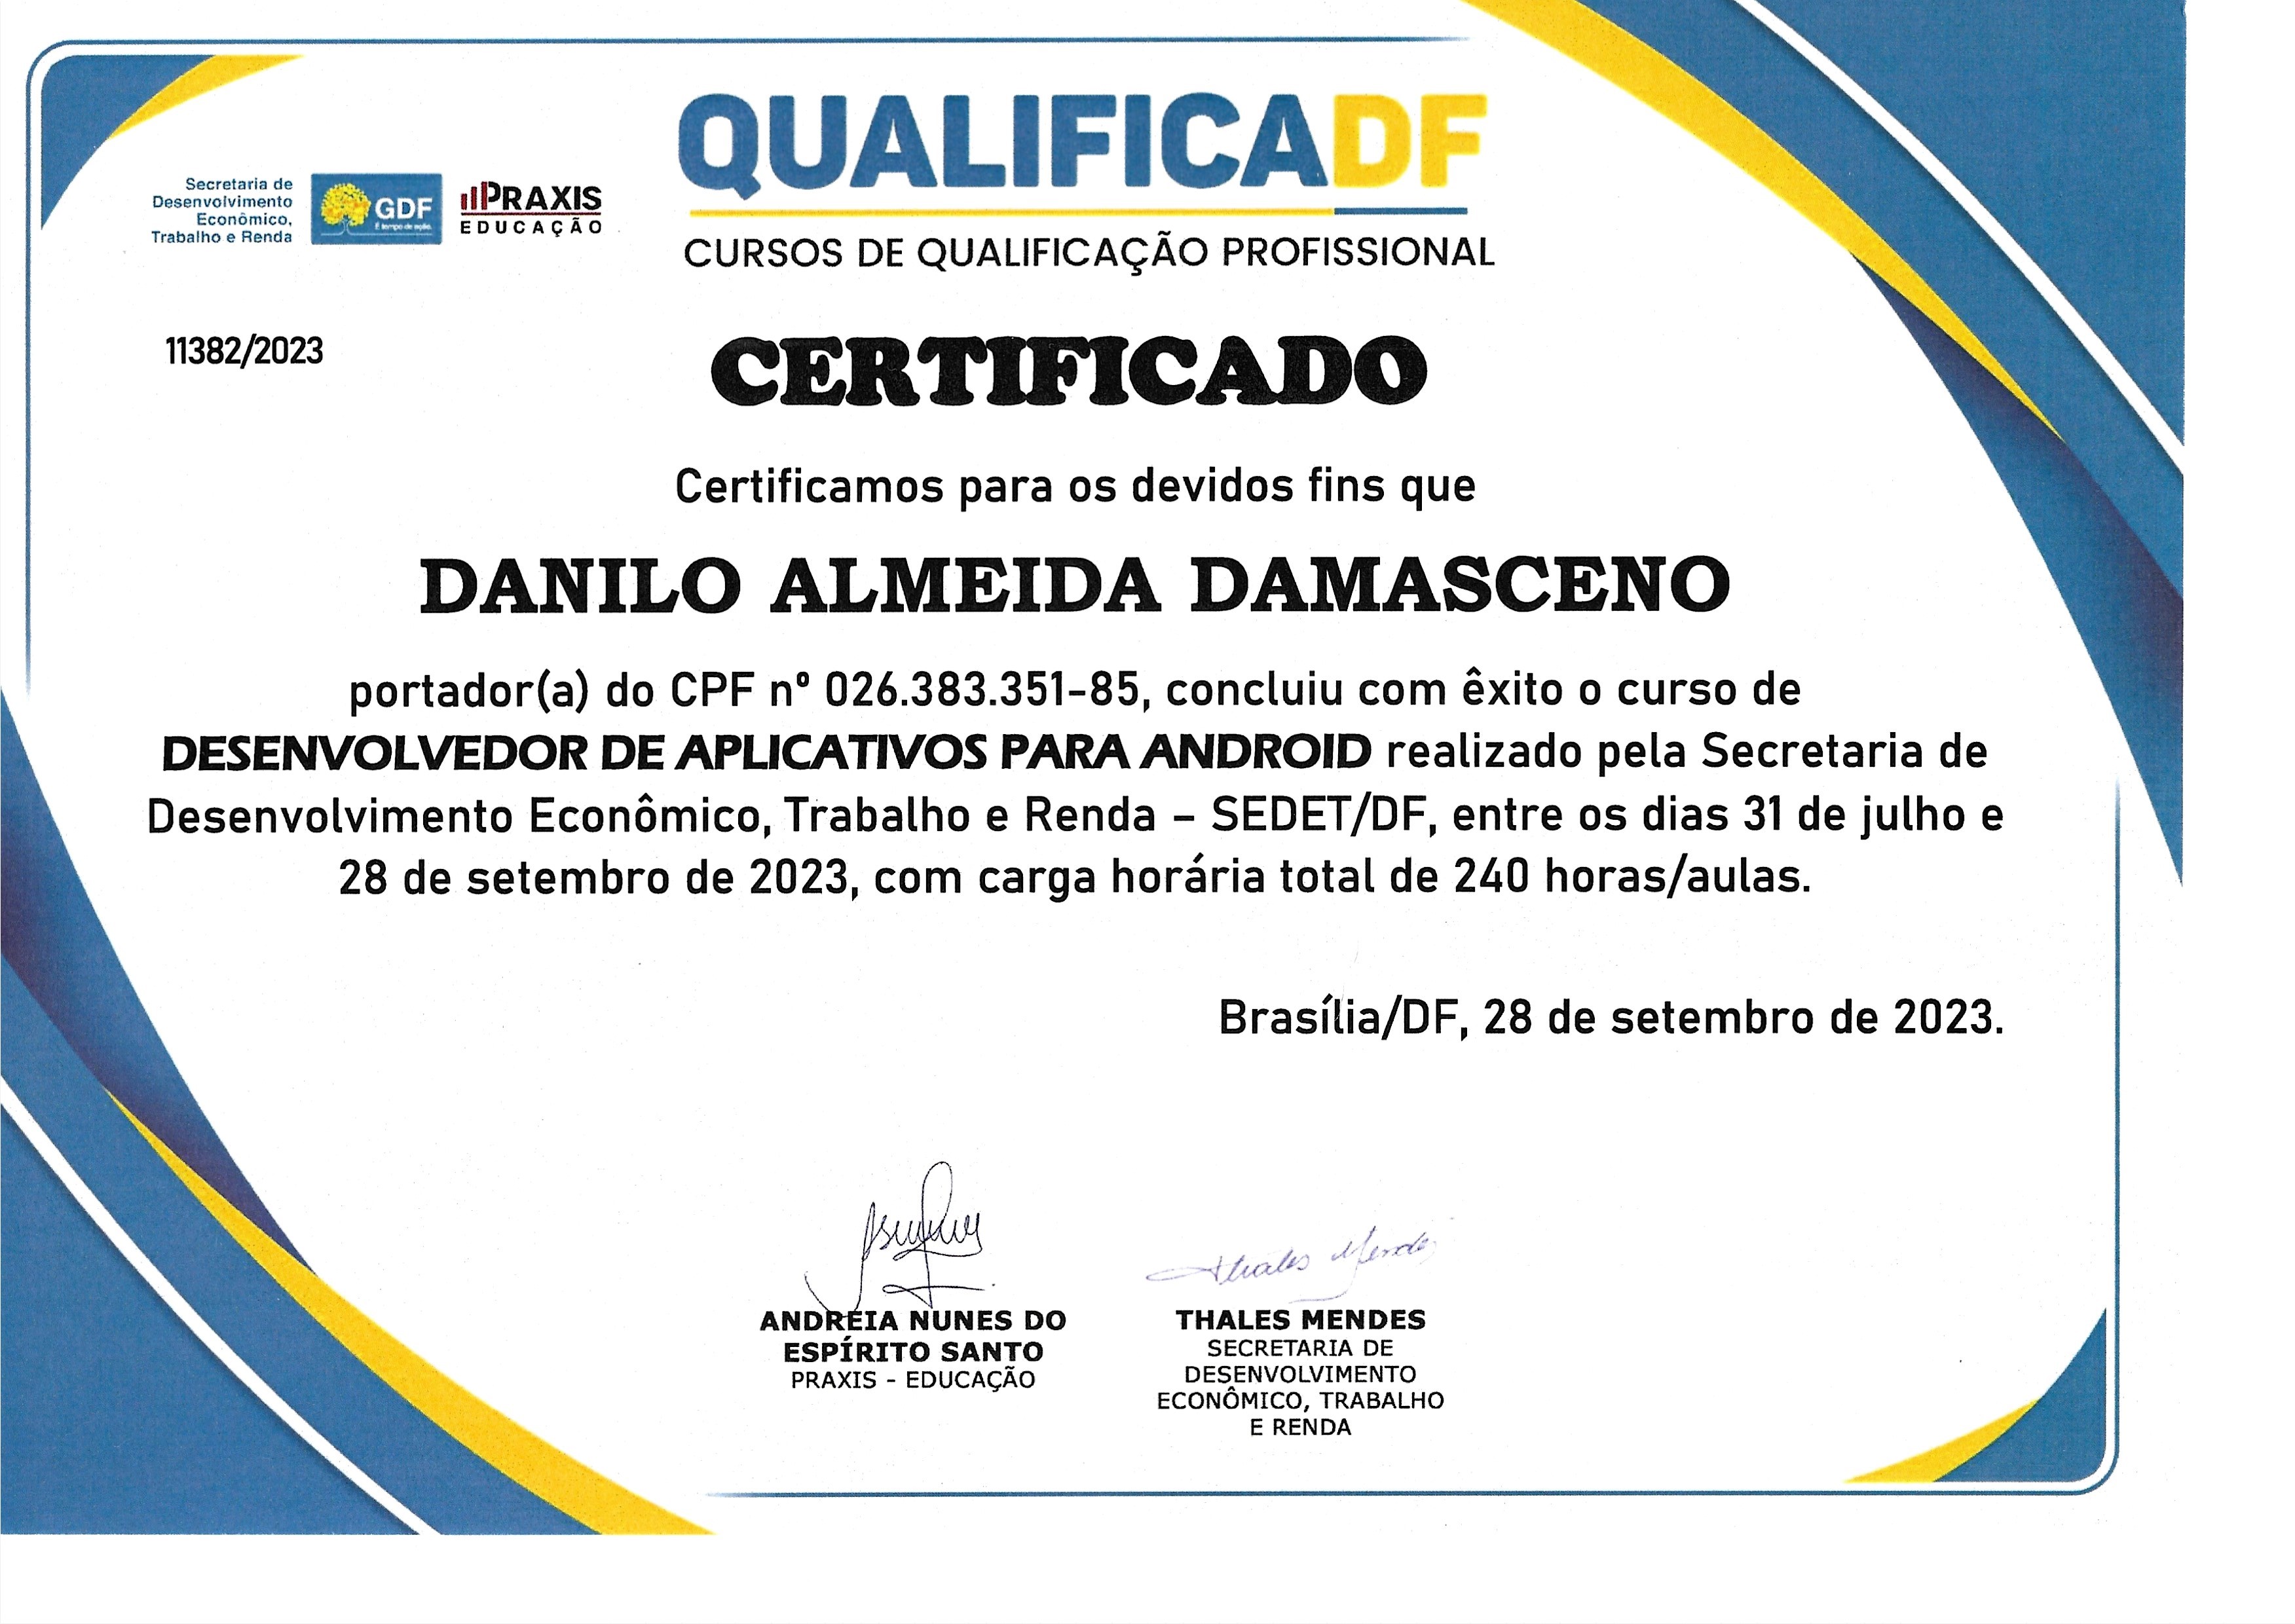 QUALIFICADF
CURSOS DE QUALIFICAÇÃO PROFISSIONAL
Secretaria de
Desenvolvimento
Econômico,
Trabalho e Renda
GDF
É tempo de ação.
PRAXIS
EDUCAÇÃO
11382/2023
CERTIFICADO
Certificamos para os devidos fins que
DANILO ALMEIDA DAMASCENO
portador(a) do CPF nº 026.383.351-85, concluiu com êxito o curso de
DESENVOLVEDOR DE APLICATIVOS PARA ANDROID realizado pela Secretaria de
Desenvolvimento Econômico, Trabalho e Renda – SEDET/DF, entre os dias 31 de julho e
28 de setembro de 2023, com carga horária total de 240 horas/aulas.
Brasília/DF, 28 de setembro de 2023.
Thales Mendes
ANDREIA NUNES DO
ESPÍRITO SANTO
PRAXIS - EDUCAÇÃO
THALES MENDES
SECRETARIA DE
DESENVOLVIMENTO
ECONÔMICO, TRABALHO
E RENDA